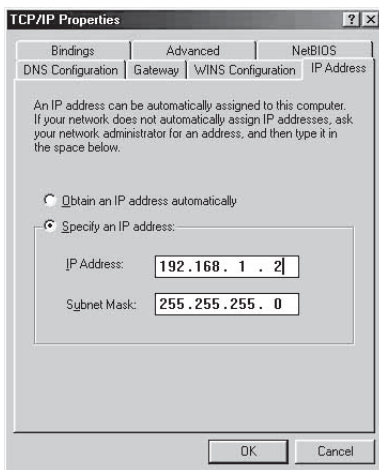 TCP/IP Properties
? X
Bindings Advanced NetBIOS
DNS Configuration Gateway WINS Configuration IP Address
An IP address can be automatically assigned to this computer.
If your network does not automatically assign IP addresses, ask
your network administrator for an address, and then type it in
the space below.
Obtain an IP address automatically
Specify an IP address:
IP Address: 192.168. 1 . 2
Subnet Mask: 255.255.255. 0
OK Cancel